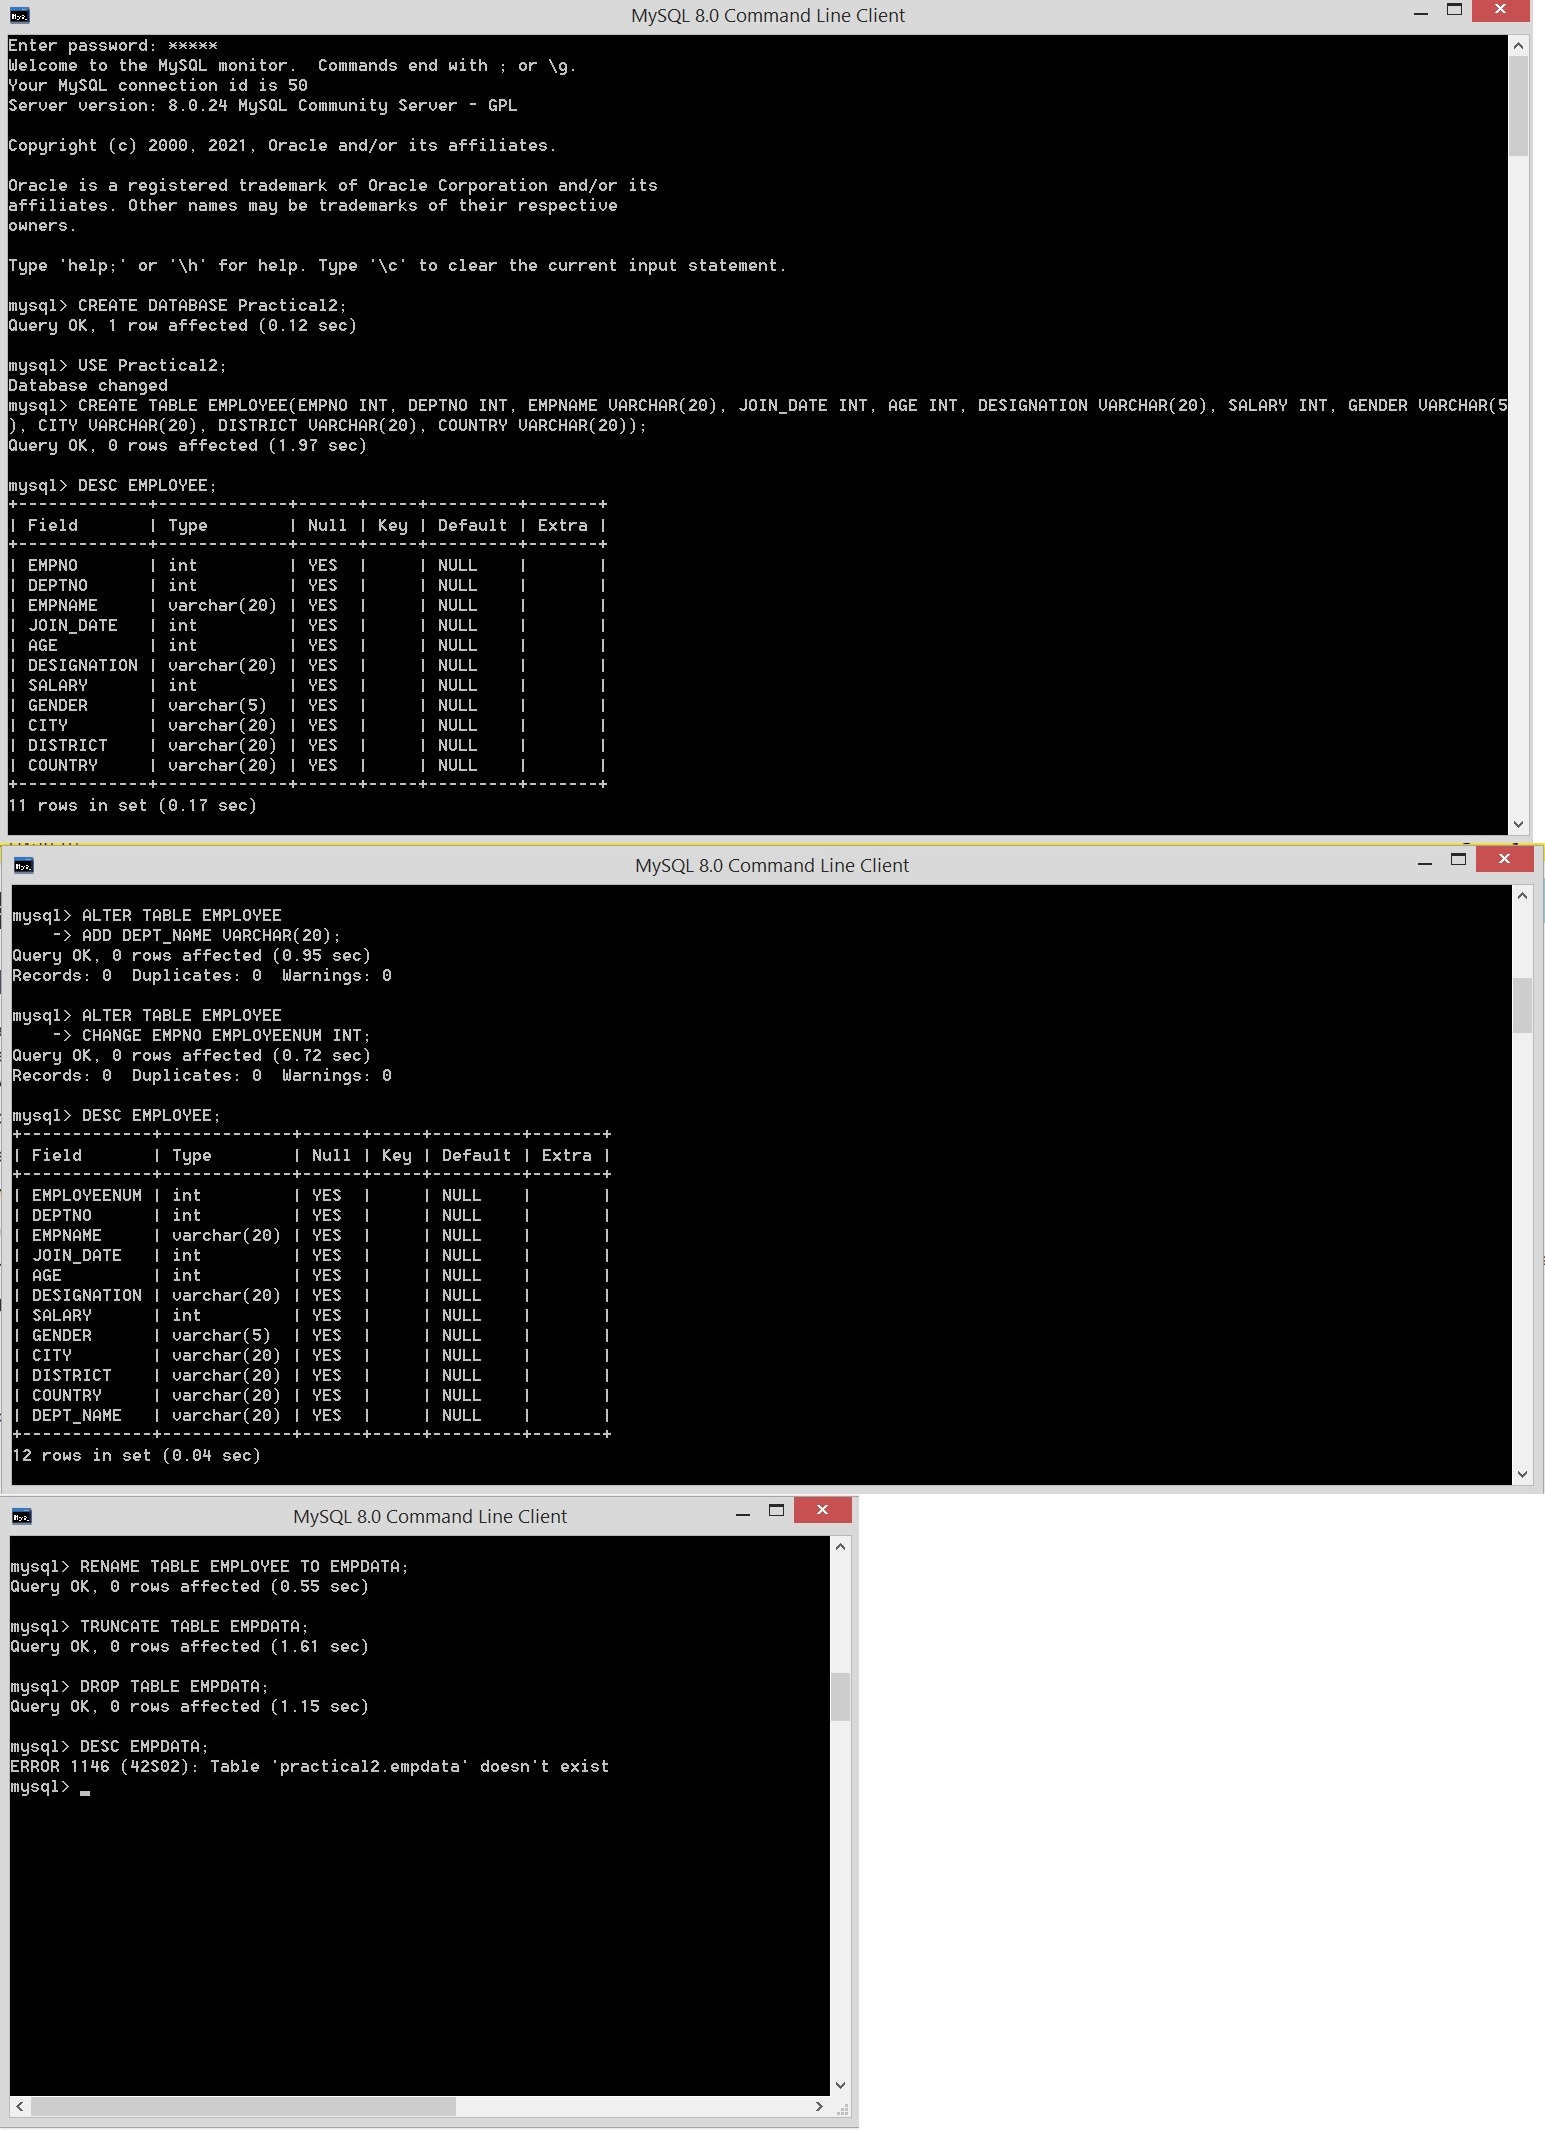 MySQL 8.0 Command Line Client
Enter password: *****
Welcome to the MySQL monitor.  Commands end with ; or \g.
Your MySQL connection id is 50
Server version: 8.0.24 MySQL Community Server - GPL
Copyright (c) 2000, 2021, Oracle and/or its affiliates.
Oracle is a registered trademark of Oracle Corporation and/or its
affiliates. Other names may be trademarks of their respective
owners.
Type 'help;' or '\h' for help. Type '\c' to clear the current input statement.
mysql> CREATE DATABASE Practical2;
Query OK, 1 row affected (0.12 sec)
mysql> USE Practical2;
Database changed
mysql> CREATE TABLE EMPLOYEE(EMPNO INT, DEPTNO INT, EMPNAME VARCHAR(20), JOIN_DATE INT, AGE INT, DESIGNATION VARCHAR(20), SALARY INT, GENDER VARCHAR(5
), CITY VARCHAR(20), DISTRICT VARCHAR(20), COUNTRY VARCHAR(20));
Query OK, 0 rows affected (1.97 sec)
mysql> DESC EMPLOYEE;
+-------------+-------------+------+-----+---------+-------+
| Field       | Type        | Null | Key | Default | Extra |
+-------------+-------------+------+-----+---------+-------+
| EMPNO       | int         | YES  |     | NULL    |       |
| DEPTNO      | int         | YES  |     | NULL    |       |
| EMPNAME     | varchar(20) | YES  |     | NULL    |       |
| JOIN_DATE   | int         | YES  |     | NULL    |       |
| AGE         | int         | YES  |     | NULL    |       |
| DESIGNATION | varchar(20) | YES  |     | NULL    |       |
| SALARY      | int         | YES  |     | NULL    |       |
| GENDER      | varchar(5)  | YES  |     | NULL    |       |
| CITY        | varchar(20) | YES  |     | NULL    |       |
| DISTRICT    | varchar(20) | YES  |     | NULL    |       |
| COUNTRY     | varchar(20) | YES  |     | NULL    |       |
+-------------+-------------+------+-----+---------+-------+
11 rows in set (0.17 sec)
MySQL 8.0 Command Line Client
mysql> ALTER TABLE EMPLOYEE
    -> ADD DEPT_NAME VARCHAR(20);
Query OK, 0 rows affected (0.95 sec)
Records: 0  Duplicates: 0  Warnings: 0
mysql> ALTER TABLE EMPLOYEE
    -> CHANGE EMPNO EMPLOYEENUM INT;
Query OK, 0 rows affected (0.72 sec)
Records: 0  Duplicates: 0  Warnings: 0
mysql> DESC EMPLOYEE;
+-------------+-------------+------+-----+---------+-------+
| Field       | Type        | Null | Key | Default | Extra |
+-------------+-------------+------+-----+---------+-------+
| EMPLOYEENUM | int         | YES  |     | NULL    |       |
| DEPTNO      | int         | YES  |     | NULL    |       |
| EMPNAME     | varchar(20) | YES  |     | NULL    |       |
| JOIN_DATE   | int         | YES  |     | NULL    |       |
| AGE         | int         | YES  |     | NULL    |       |
| DESIGNATION | varchar(20) | YES  |     | NULL    |       |
| SALARY      | int         | YES  |     | NULL    |       |
| GENDER      | varchar(5)  | YES  |     | NULL    |       |
| CITY        | varchar(20) | YES  |     | NULL    |       |
| DISTRICT    | varchar(20) | YES  |     | NULL    |       |
| COUNTRY     | varchar(20) | YES  |     | NULL    |       |
| DEPT_NAME   | varchar(20) | YES  |     | NULL    |       |
+-------------+-------------+------+-----+---------+-------+
12 rows in set (0.04 sec)
MySQL 8.0 Command Line Client
mysql> RENAME TABLE EMPLOYEE TO EMPDATA;
Query OK, 0 rows affected (0.55 sec)
mysql> TRUNCATE TABLE EMPDATA;
Query OK, 0 rows affected (1.61 sec)
mysql> DROP TABLE EMPDATA;
Query OK, 0 rows affected (1.15 sec)
mysql> DESC EMPDATA;
ERROR 1146 (42S02): Table 'practical2.empdata' doesn't exist
mysql> _